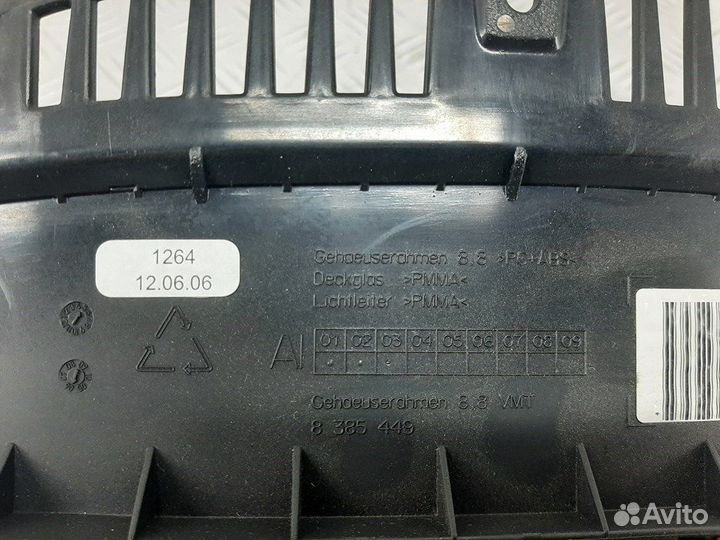 1264
12.06.06
Gehaeuserahmen 8.8 >PC+ABS<
Deckglas >PMMA<
Lichtleiter >PMMA<
AI 01 02 03 04 05 06 07 08 09
Gehaeuserahmen 8.8 VMT
8 385 449
Avito